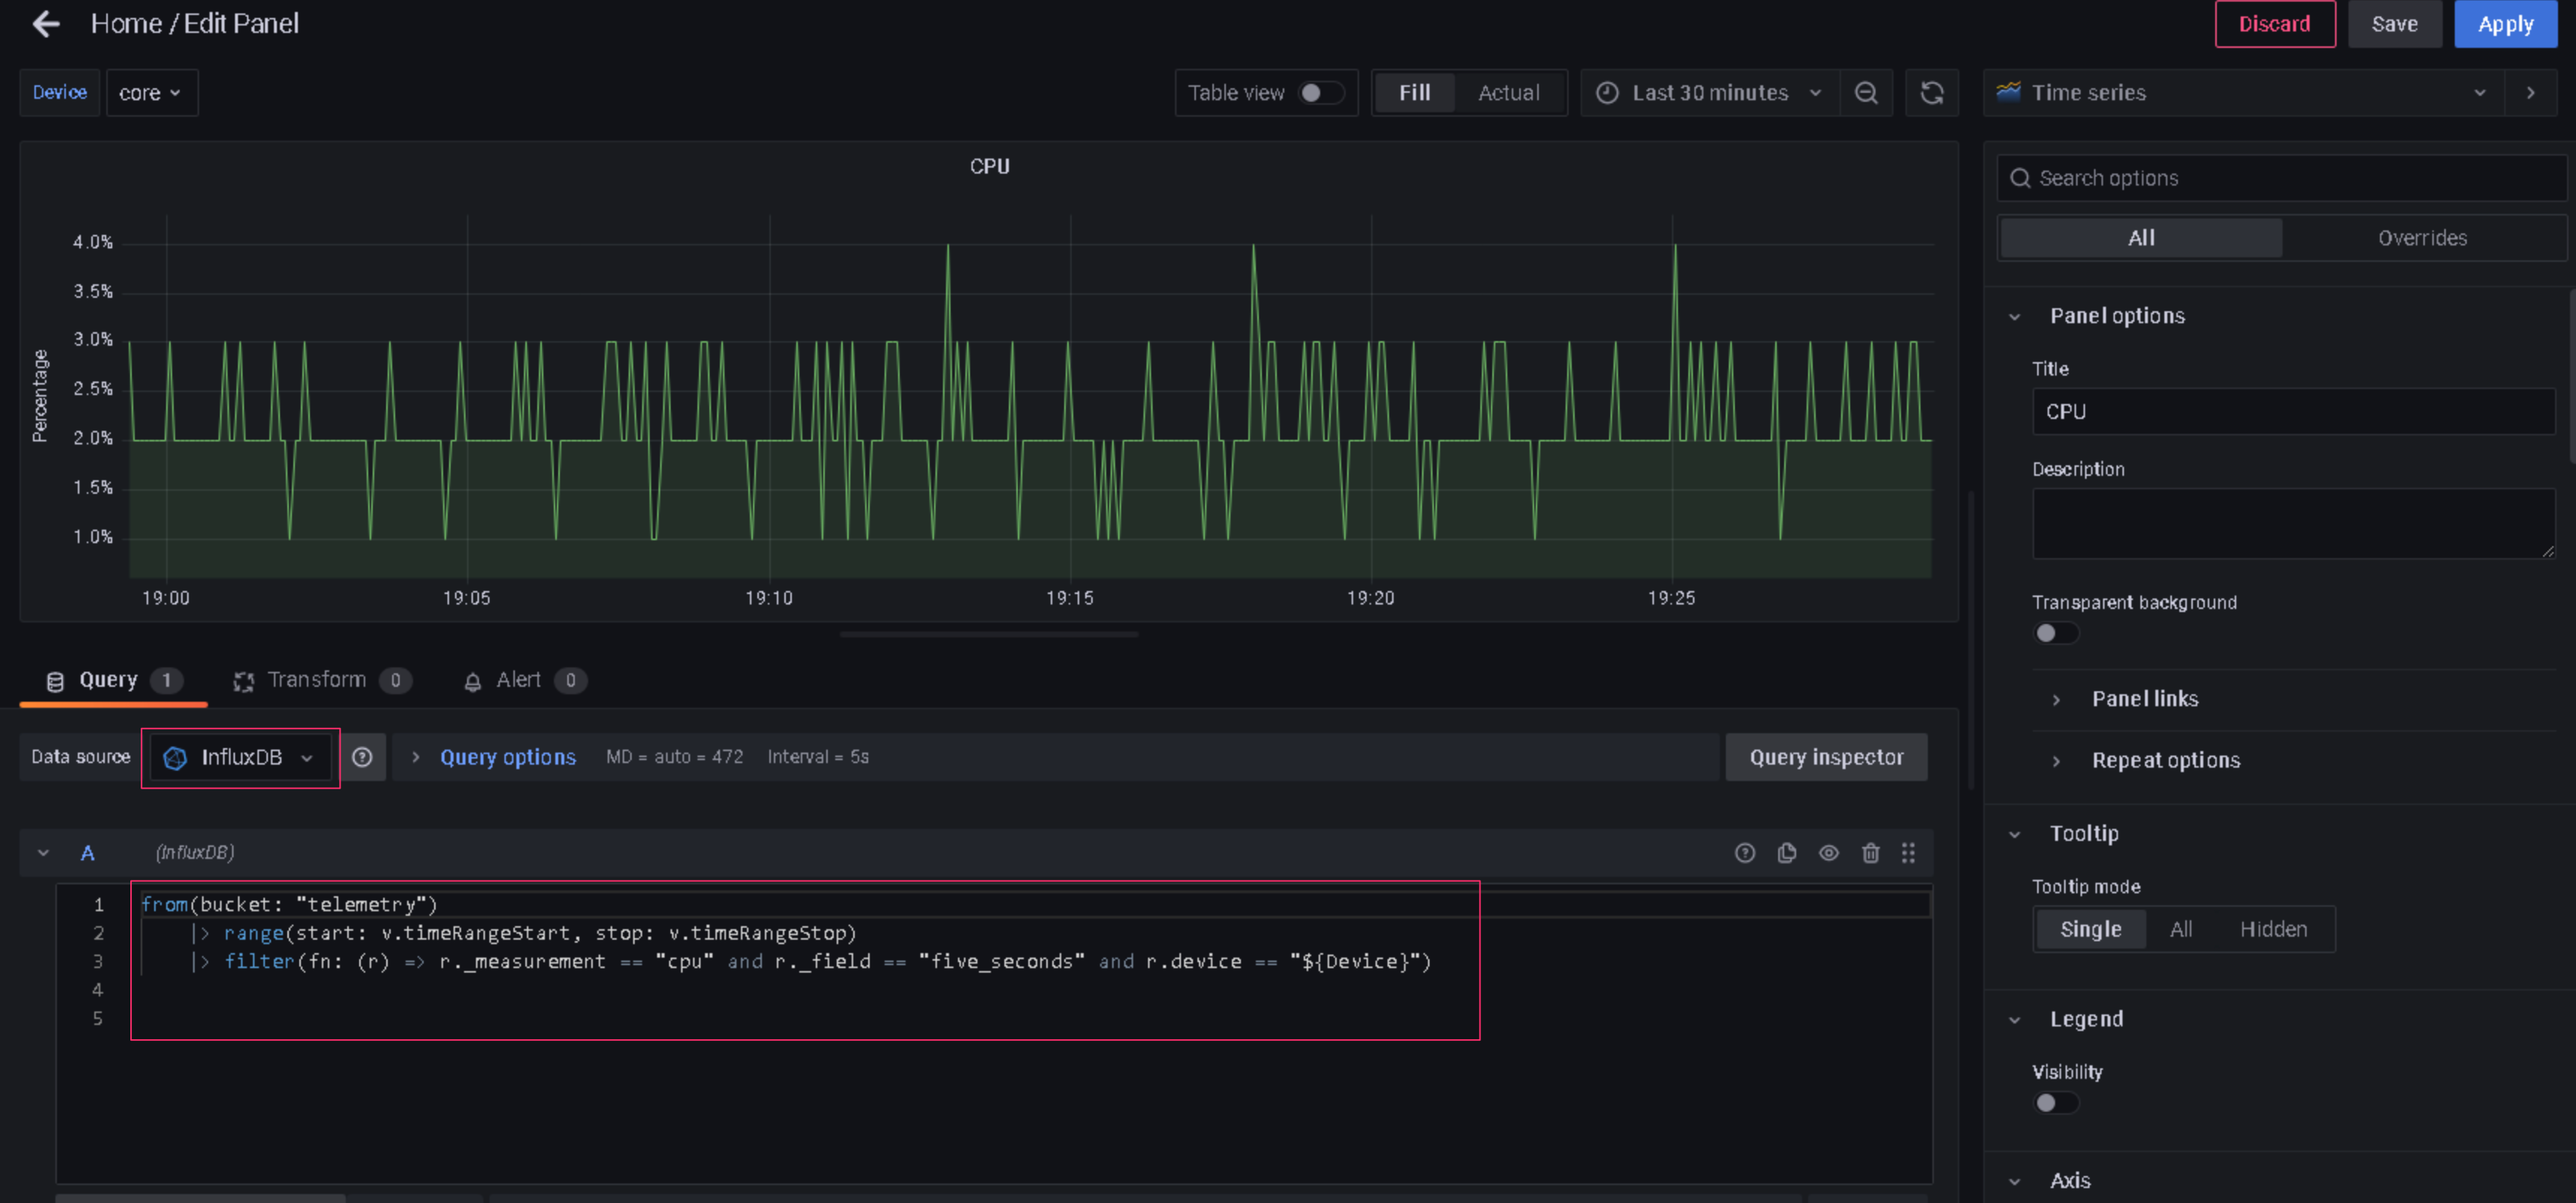 Home / Edit Panel
Discard
Save
Apply
Device
core
Table view
Fill
Actual
Last 30 minutes
Time series
CPU
Percentage
4.0%
3.5%
3.0%
2.5%
2.0%
1.5%
1.0%
19:00
19:05
19:10
19:15
19:20
19:25
Query 1
Transform 0
Alert 0
Data source
InfluxDB
Query options
MD = auto = 472
Interval = 5s
Query inspector
A
(InfluxDB)
1 from(bucket: "telemetry")
2 |> range(start: v.timeRangeStart, stop: v.timeRangeStop)
3 |> filter(fn: (r) => r._measurement == "cpu" and r._field == "five_seconds" and r.device == "${Device}")
4
5
Search options
All
Overrides
Panel options
Title
CPU
Description
Transparent background
Panel links
Repeat options
Tooltip
Tooltip mode
Single
All
Hidden
Legend
Visibility
Axis